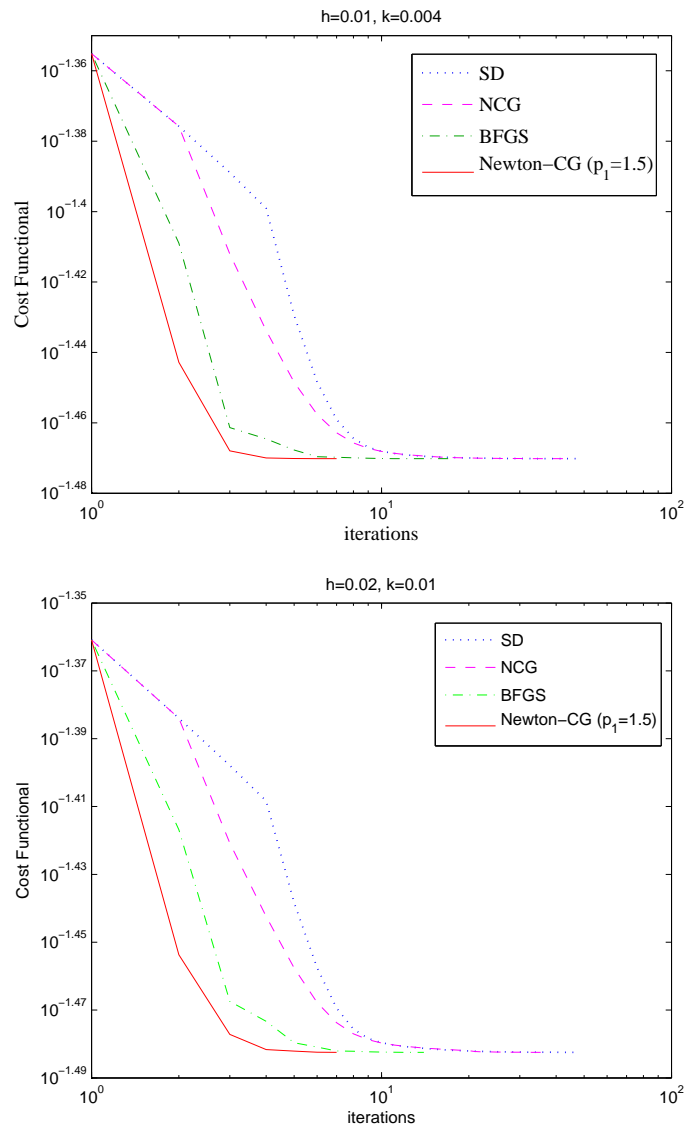 h=0.01, k=0.004
10^−1.36
10^−1.38
10^−1.4
10^−1.42
10^−1.44
10^−1.46
10^−1.48
Cost Functional
SD
NCG
BFGS
Newton−CG (p_1=1.5)
10^0
10^1
10^2
iterations
h=0.02, k=0.01
10^−1.35
10^−1.37
10^−1.39
10^−1.41
10^−1.43
10^−1.45
10^−1.47
10^−1.49
Cost Functional
SD
NCG
BFGS
Newton−CG (p_1=1.5)
10^0
10^1
10^2
iterations